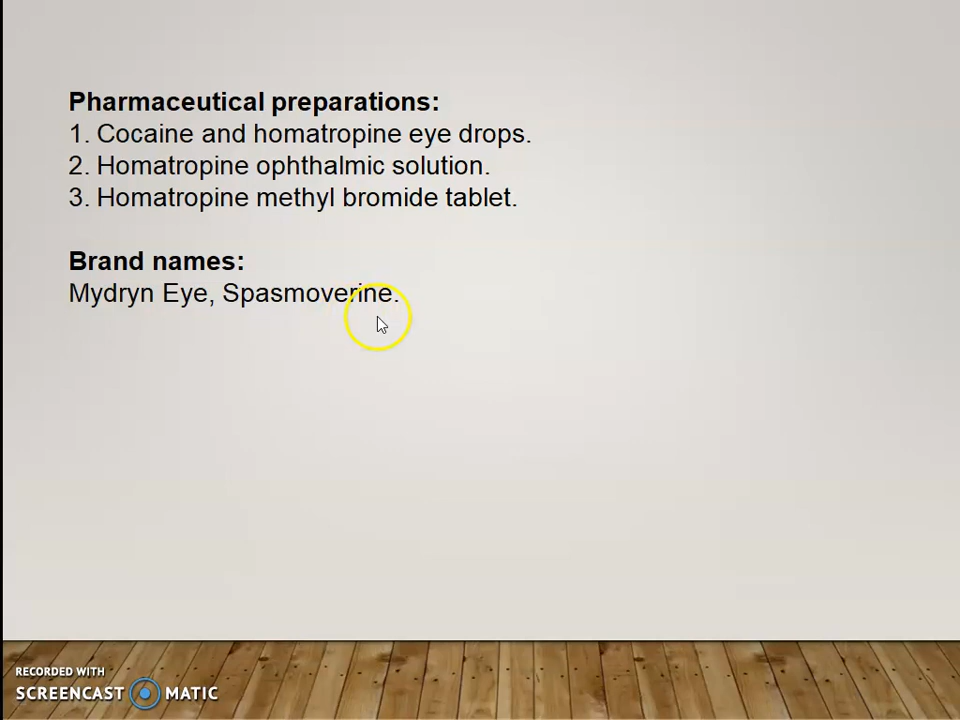 Pharmaceutical preparations:
1. Cocaine and homatropine eye drops.
2. Homatropine ophthalmic solution.
3. Homatropine methyl bromide tablet.
Brand names:
Mydryn Eye, Spasmoverine.
RECORDED WITH
SCREENCAST MATIC